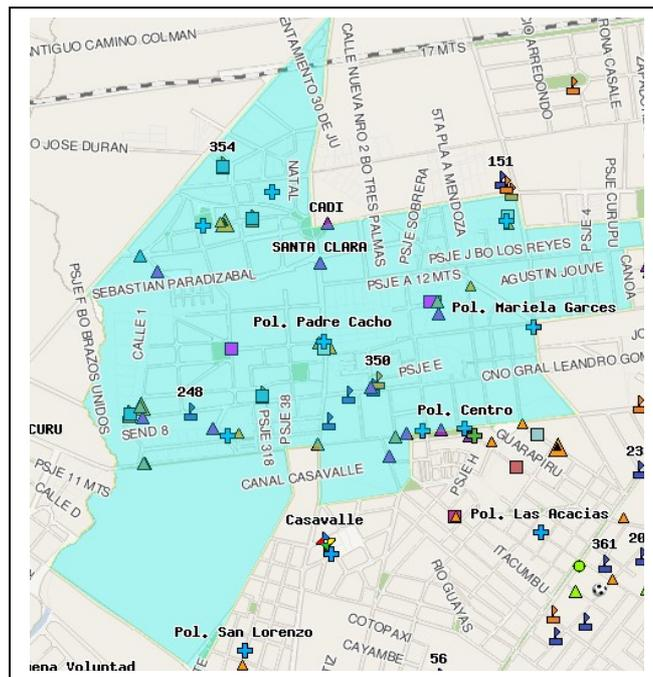 ANTIGUO CAMINO COLMAN
ENTAMIENTO 30 DE JU
CALLE NUEVA NRO 2 BO TRES PALMAS
17 MTS
CIO ARREDONDO
RONA CASALE
O JOSE DURAN
354
NATAL
5TA PLA A MENDOZA
151
PSJE SOBRERA
PSJE CURUPU
CADI
PSJE 4
SANTA CLARA
PSJE J BO LOS REYES
SEBASTIAN PARADIZABAL
PSJE A 12 MTS
AGUSTIN JOUVE
CANOA
PSJE F BO BRAZOS UNIDOS
CALLE 1
Pol. Mariela Garces
Pol. Padre Cacho
JO
350
PSJE E
CNO GRAL LEANDRO GOM
248
PSJE 38
PSJE 318
Pol. Centro
CURU
SEND 8
GUARAPIRU
PSJE 11 MTS
CALLE D
CANAL CASAVALLE
PSJE H
23
Casavalle
Pol. Las Acacias
361
20
ITACUMBU
RIO GUAYAS
COTOPAXI
Pol. San Lorenzo
CAYAMBE
TE
TIZ
56
uena Voluntad